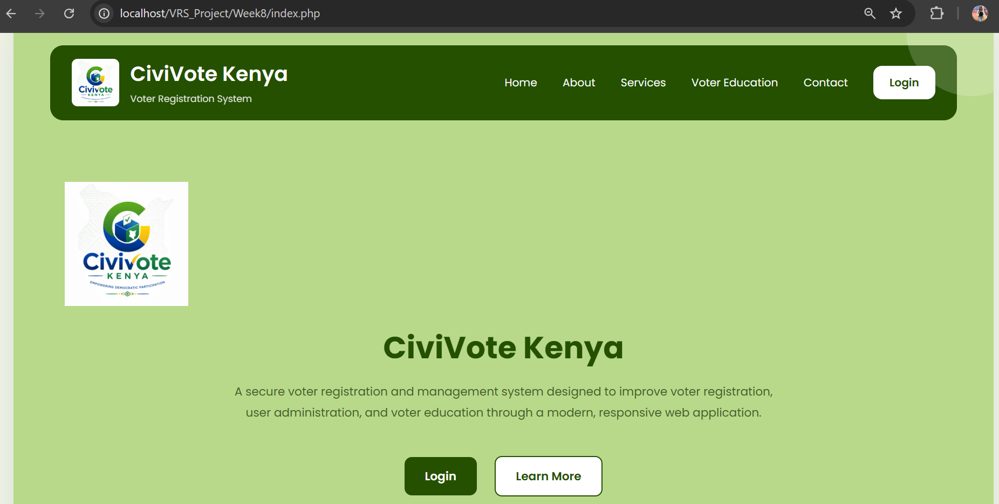 localhost/VRS_Project/Week8/index.php
Civivote
KENYA
CiviVote Kenya
Voter Registration System
Home
About
Services
Voter Education
Contact
Login
Civivote
KENYA
EMPOWERING DEMOCRATIC PARTICIPATION
CiviVote Kenya
A secure voter registration and management system designed to improve voter registration,
user administration, and voter education through a modern, responsive web application.
Login
Learn More